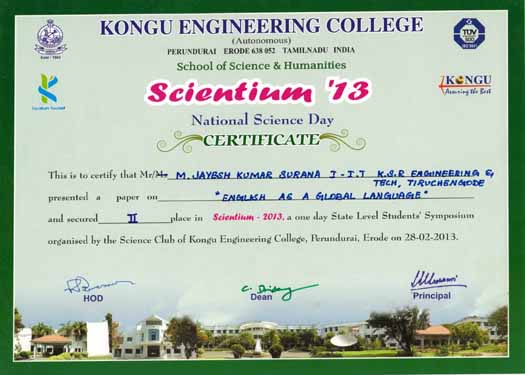 KONGU ENGINEERING COLLEGE
(Autonomous)
PERUNDURAI ERODE 638 052 TAMILNADU INDIA
School of Science & Humanities
TUV
KONGU
Assuring the Best
Scientium '13
National Science Day
CERTIFICATE
This is to certify that Mr/Ms M. JAYESH KUMAR SURANA I - I.T K.S.R ENGINEERING &
TECH, TIRUCHENGODE
presented a paper on "ENGLISH AS A GLOBAL LANGUAGE"
and secured II place in Scientium - 2013, a one day State Level Students' Symposium
organised by the Science Club of Kongu Engineering College, Perundurai, Erode on 28-02-2013.
HOD
Dean
Principal